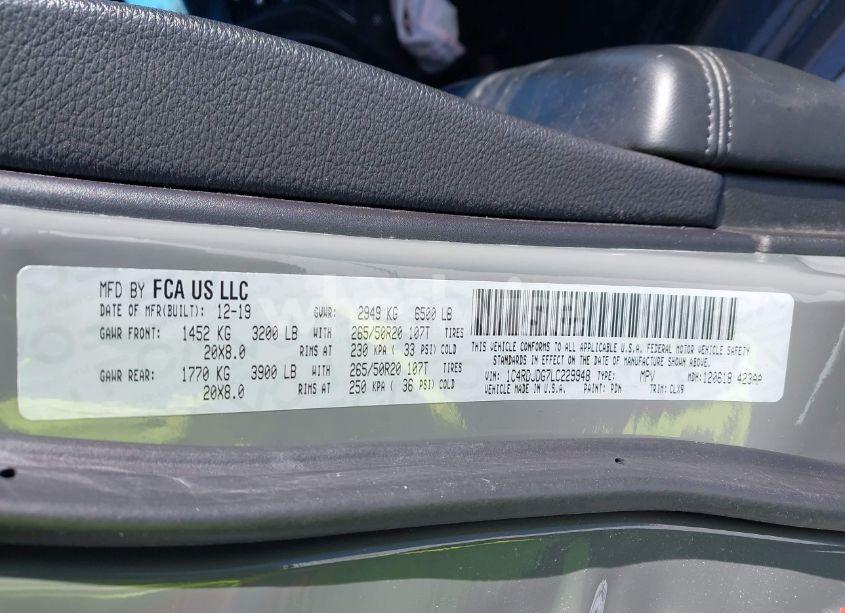 MFD BY FCA US LLC
DATE OF MFR(BUILT): 12-19 GVWR: 2949 KG 6500 LB
GAWR FRONT: 1452 KG 3200 LB WITH 265/50R20 107T TIRES
20X8.0 RIMS AT 230 KPA ( 33 PSI) COLD
GAWR REAR: 1770 KG 3900 LB WITH 265/50R20 107T TIRES
20X8.0 RIMS AT 250 KPA ( 36 PSI) COLD
THIS VEHICLE CONFORMS TO ALL APPLICABLE U.S.A. FEDERAL MOTOR VEHICLE SAFETY
STANDARDS IN EFFECT ON THE DATE OF MANUFACTURE SHOWN ABOVE.
VIN: 1C4RDJDG7LC229948 TYPE: MPV MDH: 120618 423AP
VEHICLE MADE IN U.S.A. PAINT: PDN TRIM: CLX9